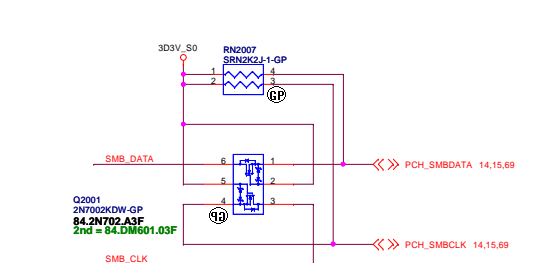 3D3V_S0
RN2007
SRN2K2J-1-GP
1 4
2 3
GP
SMB_DATA 6 1 PCH_SMBDATA 14,15,69
5 2
Q2001
2N7002KDW-GP
84.2N702.A3F
2nd = 84.DM601.03F
4 3
GP
PCH_SMBCLK 14,15,69
SMB_CLK